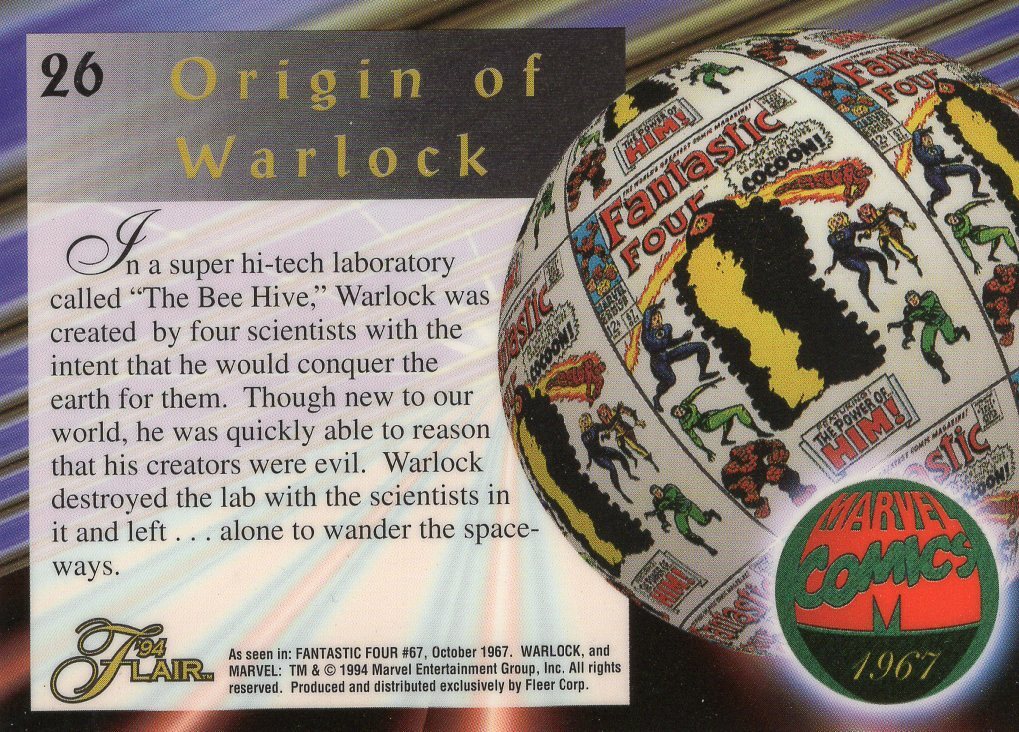 26
Origin of
Warlock
In a super hi-tech laboratory
called “The Bee Hive,” Warlock was
created by four scientists with the
intent that he would conquer the
earth for them. Though new to our
world, he was quickly able to reason
that his creators were evil. Warlock
destroyed the lab with the scientists in
it and left . . . alone to wander the space-
ways.
'94
FLAIR™
As seen in: FANTASTIC FOUR #67, October 1967. WARLOCK, and
MARVEL: TM & © 1994 Marvel Entertainment Group, Inc. All rights
reserved. Produced and distributed exclusively by Fleer Corp.
THE POWER OF
HIM!
Fantastic
FOUR
COCOON!
THE POWER OF
HIM!
MARVEL
COMICS
M
1967